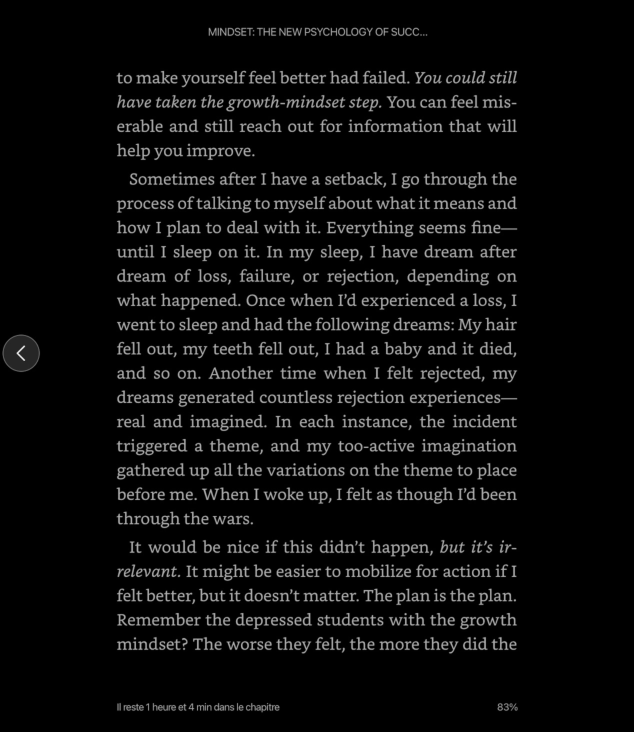 MINDSET: THE NEW PSYCHOLOGY OF SUCC...
to make yourself feel better had failed. You could still
have taken the growth-mindset step. You can feel mis-
erable and still reach out for information that will
help you improve.
Sometimes after I have a setback, I go through the
process of talking to myself about what it means and
how I plan to deal with it. Everything seems fine—
until I sleep on it. In my sleep, I have dream after
dream of loss, failure, or rejection, depending on
what happened. Once when I’d experienced a loss, I
went to sleep and had the following dreams: My hair
fell out, my teeth fell out, I had a baby and it died,
and so on. Another time when I felt rejected, my
dreams generated countless rejection experiences—
real and imagined. In each instance, the incident
triggered a theme, and my too-active imagination
gathered up all the variations on the theme to place
before me. When I woke up, I felt as though I’d been
through the wars.
It would be nice if this didn’t happen, but it’s ir-
relevant. It might be easier to mobilize for action if I
felt better, but it doesn’t matter. The plan is the plan.
Remember the depressed students with the growth
mindset? The worse they felt, the more they did the
Il reste 1 heure et 4 min dans le chapitre
83%